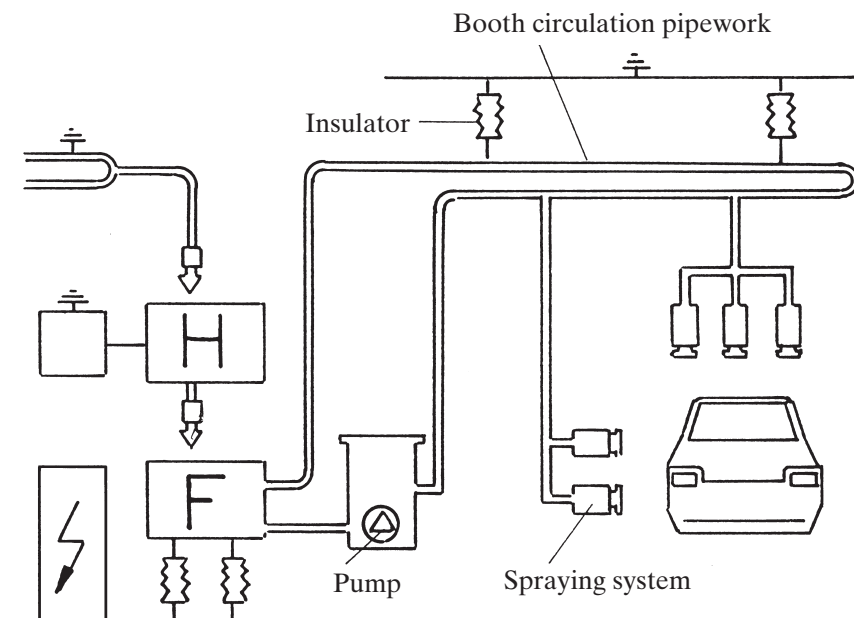 Booth circulation pipework
Insulator
H
F
Pump
Spraying system